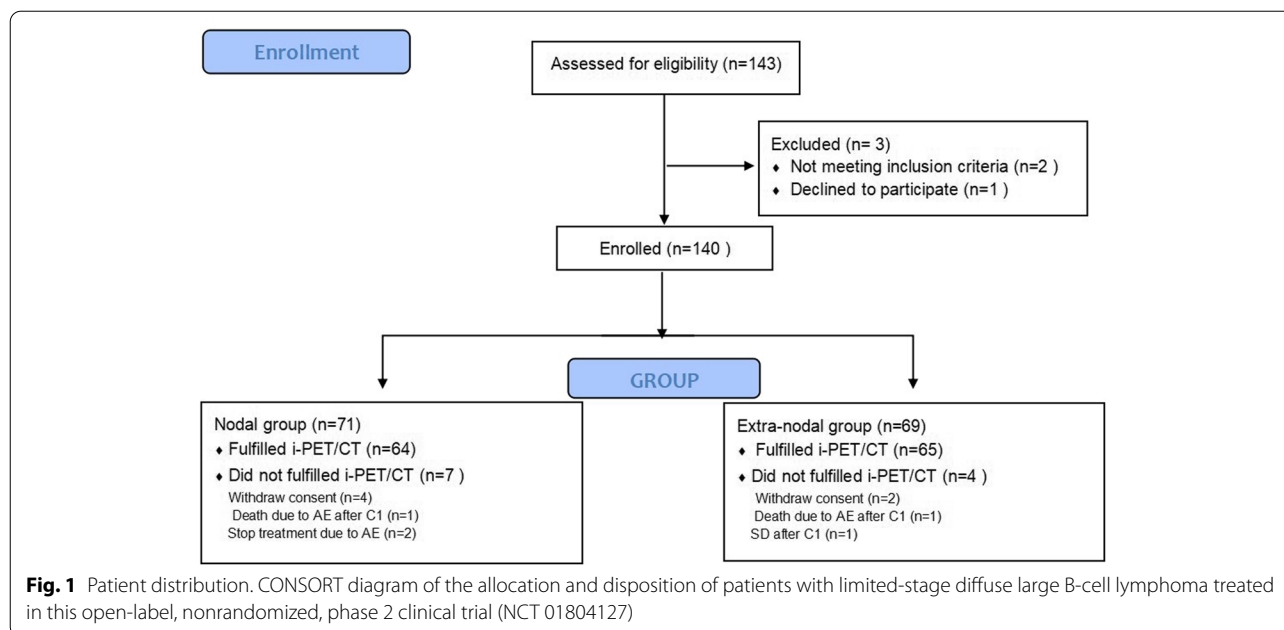 Enrollment
Assessed for eligibility (n=143)
Excluded (n= 3)
♦ Not meeting inclusion criteria (n=2 )
♦ Declined to participate (n=1 )
Enrolled (n=140 )
GROUP
Nodal group (n=71)
♦ Fulfilled i-PET/CT (n=64)
♦ Did not fulfilled i-PET/CT (n=7 )
Withdraw consent (n=4)
Death due to AE after C1 (n=1)
Stop treatment due to AE (n=2)
Extra-nodal group (n=69)
♦ Fulfilled i-PET/CT (n=65)
♦ Did not fulfilled i-PET/CT (n=4 )
Withdraw consent (n=2)
Death due to AE after C1 (n=1)
SD after C1 (n=1)
Fig. 1 Patient distribution. CONSORT diagram of the allocation and disposition of patients with limited-stage diffuse large B-cell lymphoma treated
in this open-label, nonrandomized, phase 2 clinical trial (NCT 01804127)